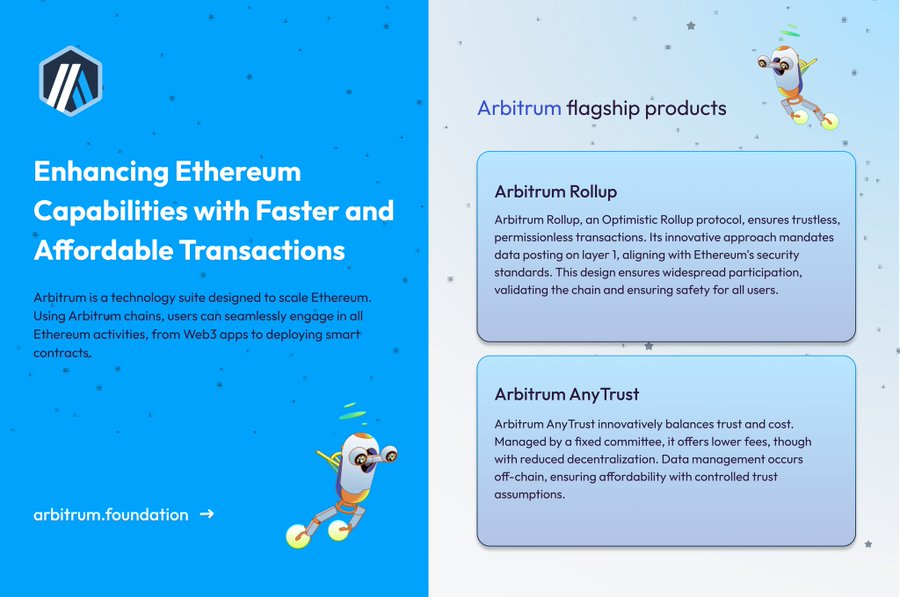 Enhancing Ethereum
Capabilities with Faster and
Affordable Transactions
Arbitrum is a technology suite designed to scale Ethereum.
Using Arbitrum chains, users can seamlessly engage in all
Ethereum activities, from Web3 apps to deploying smart
contracts.
arbitrum.foundation →
Arbitrum flagship products
Arbitrum Rollup
Arbitrum Rollup, an Optimistic Rollup protocol, ensures trustless,
permissionless transactions. Its innovative approach mandates
data posting on layer 1, aligning with Ethereum's security
standards. This design ensures widespread participation,
validating the chain and ensuring safety for all users.
Arbitrum AnyTrust
Arbitrum AnyTrust innovatively balances trust and cost.
Managed by a fixed committee, it offers lower fees, though
with reduced decentralization. Data management occurs
off-chain, ensuring affordability with controlled trust
assumptions.